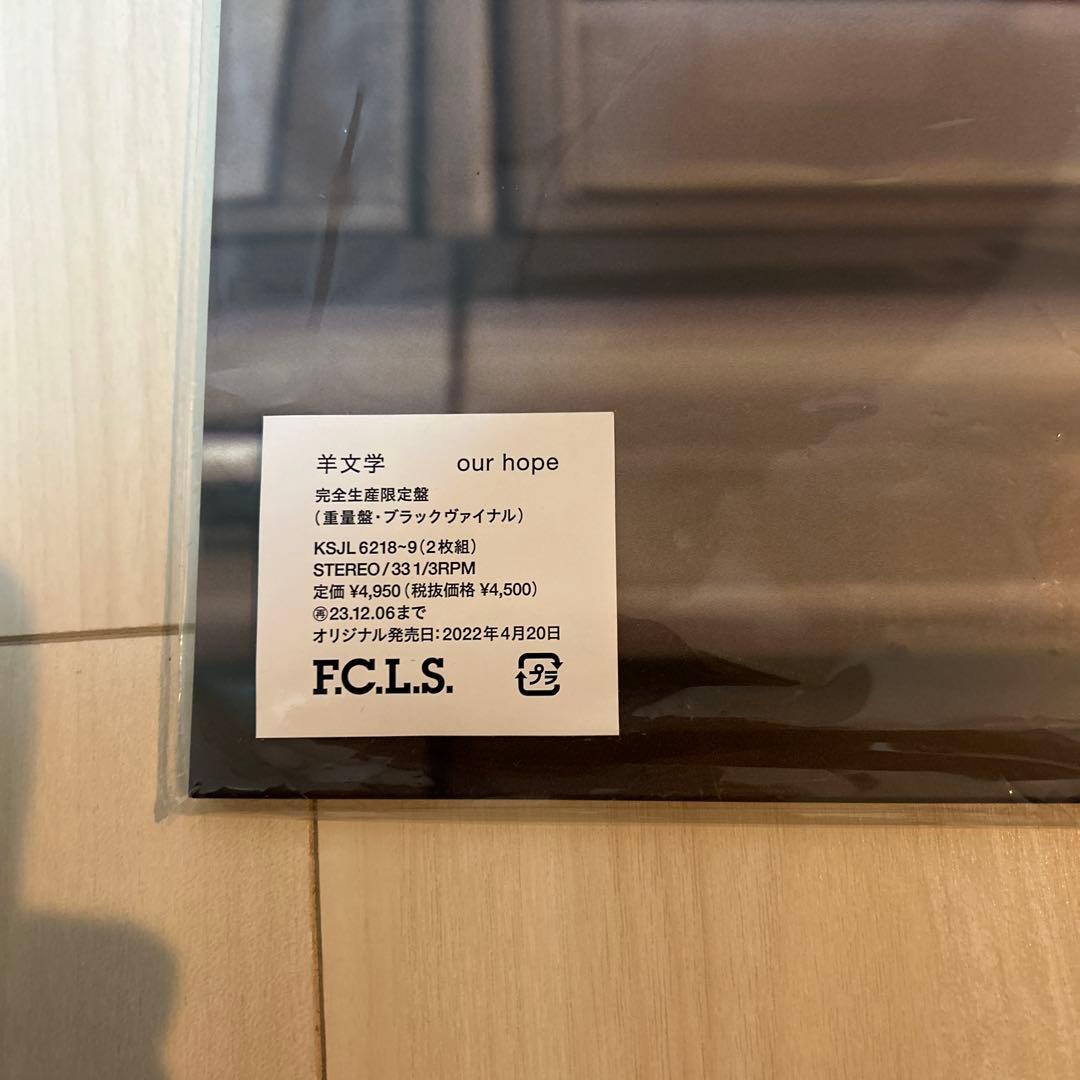 羊文学 our hope
完全生産限定盤
(重量盤・ブラックヴァイナル)
KSJL 6218~9(2枚組)
STEREO/33 1/3RPM
定価 ¥4,950(税抜価格 ¥4,500)
㊢23.12.06まで
オリジナル発売日:2022年4月20日
F.C.L.S. プラ